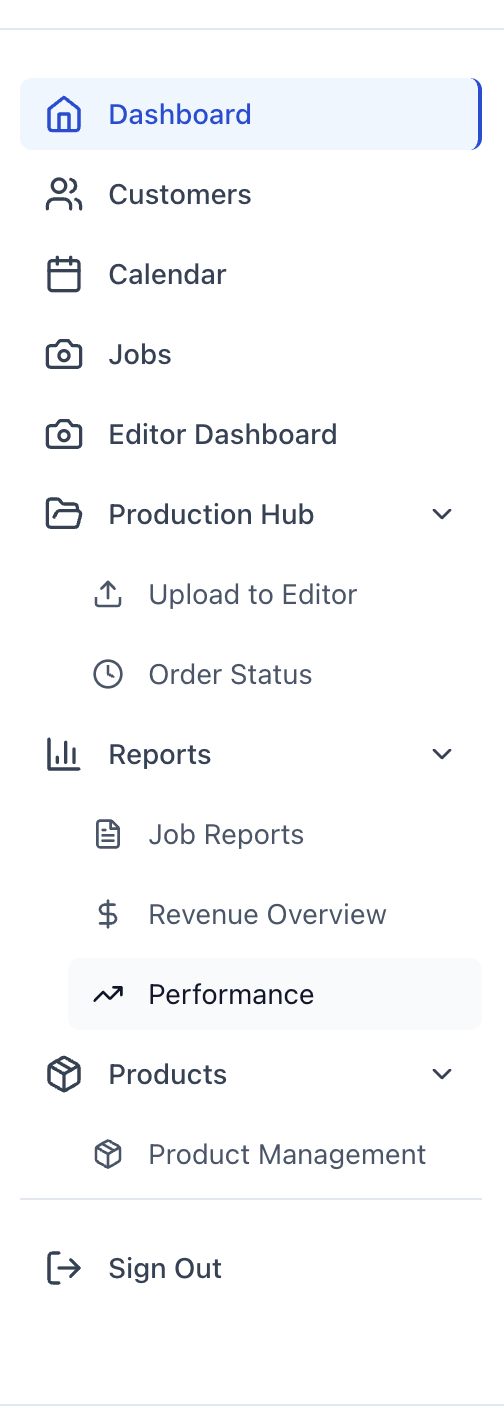 Dashboard
Customers
Calendar
Jobs
Editor Dashboard
Production Hub
Upload to Editor
Order Status
Reports
Job Reports
Revenue Overview
Performance
Products
Product Management
Sign Out